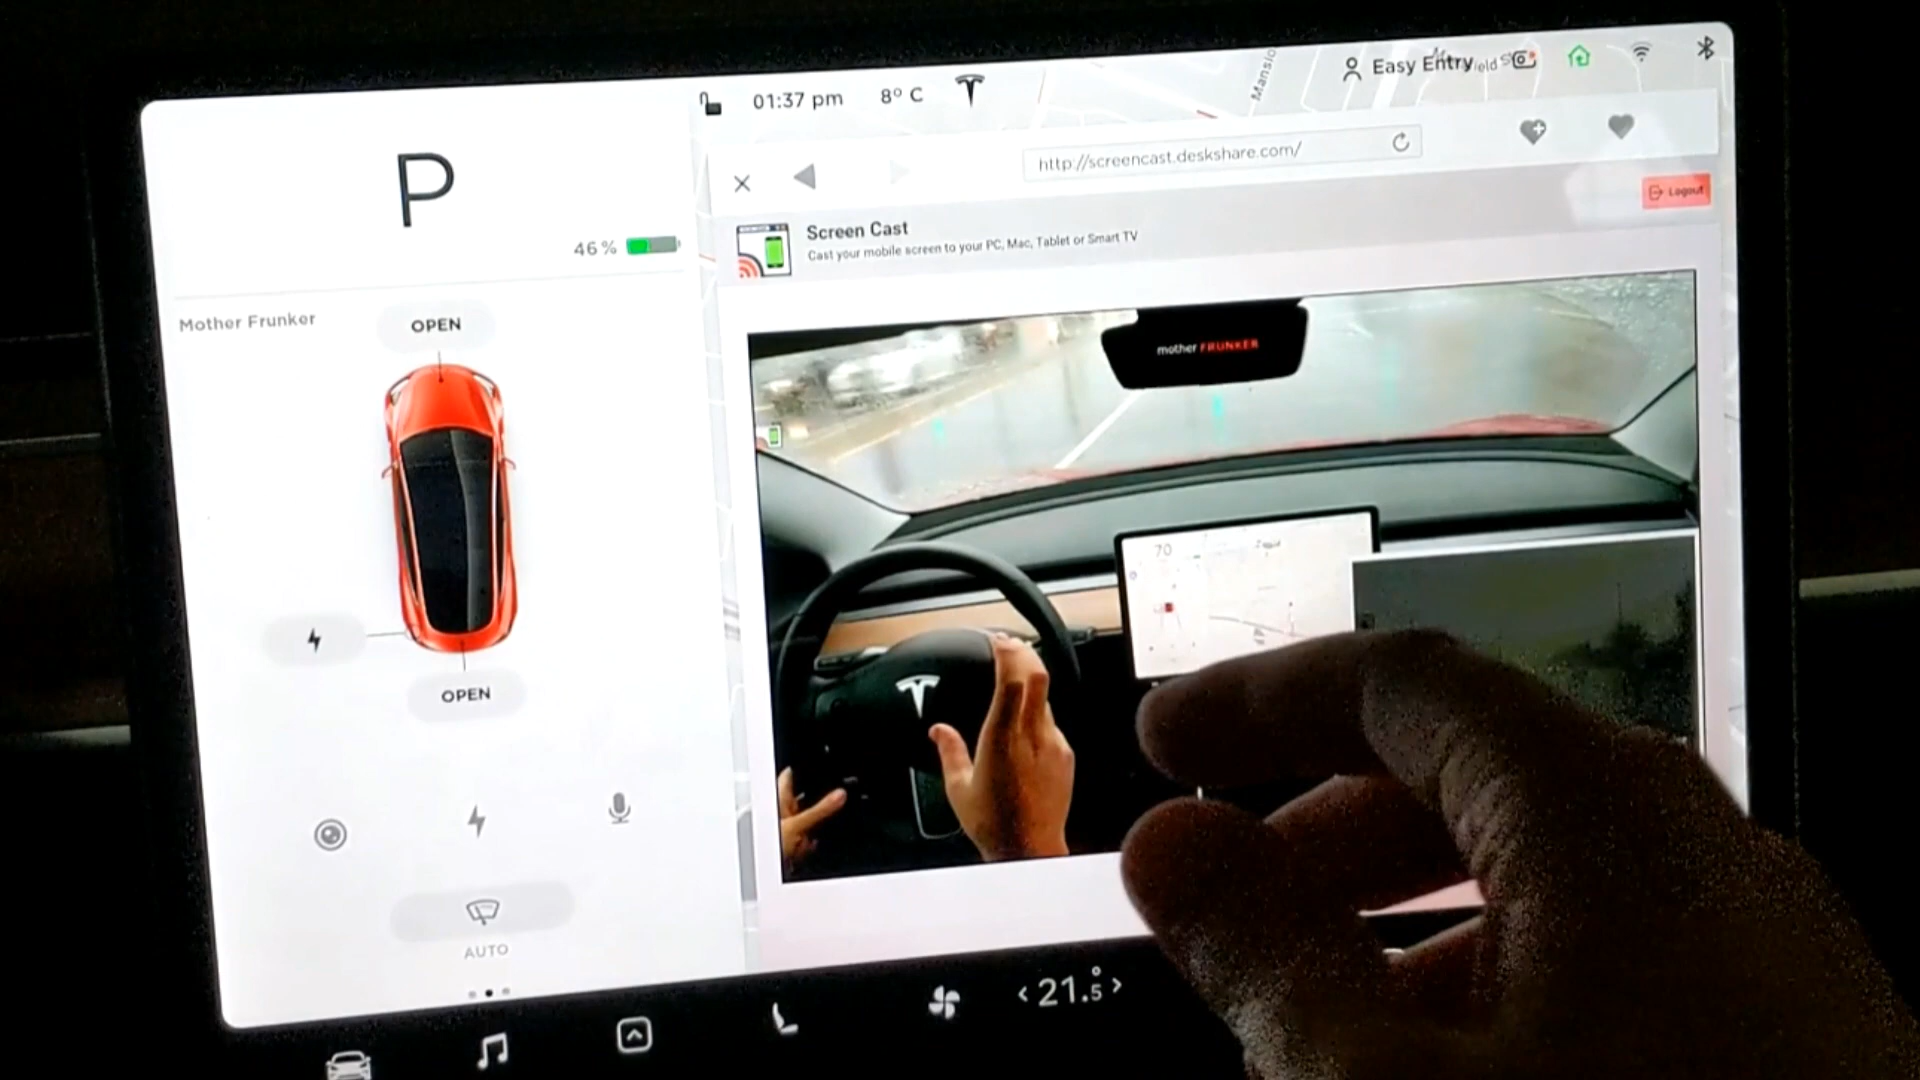 01:37 pm
8° C
Easy Entry
Mansio
P
46 %
http://screencast.deskshare.com/
Logout
Screen Cast
Cast your mobile screen to your PC, Mac, Tablet or Smart TV
Mother Frunker
OPEN
mother FRUNKER
70
OPEN
AUTO
< 21.5° >